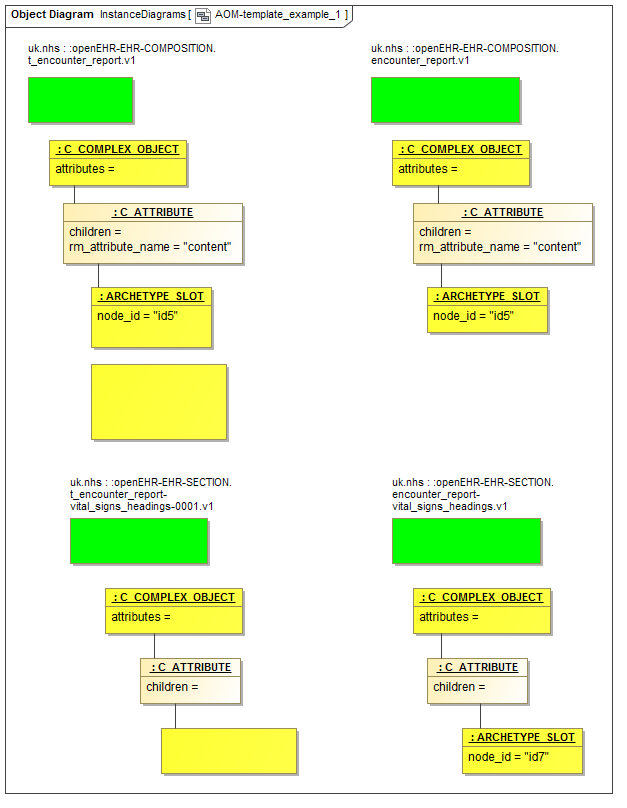 Object Diagram InstanceDiagrams [ AOM-template_example_1 ]
uk.nhs : :openEHR-EHR-COMPOSITION.
t_encounter_report.v1
: C_COMPLEX_OBJECT
attributes =
: C_ATTRIBUTE
children =
rm_attribute_name = "content"
: ARCHETYPE_SLOT
node_id = "id5"
uk.nhs : :openEHR-EHR-COMPOSITION.
encounter_report.v1
: C_COMPLEX_OBJECT
attributes =
: C_ATTRIBUTE
children =
rm_attribute_name = "content"
: ARCHETYPE_SLOT
node_id = "id5"
uk.nhs : :openEHR-EHR-SECTION.
t_encounter_report-
vital_signs_headings-0001.v1
: C_COMPLEX_OBJECT
attributes =
: C_ATTRIBUTE
children =
uk.nhs : :openEHR-EHR-SECTION.
encounter_report-
vital_signs_headings.v1
: C_COMPLEX_OBJECT
attributes =
: C_ATTRIBUTE
children =
: ARCHETYPE_SLOT
node_id = "id7"